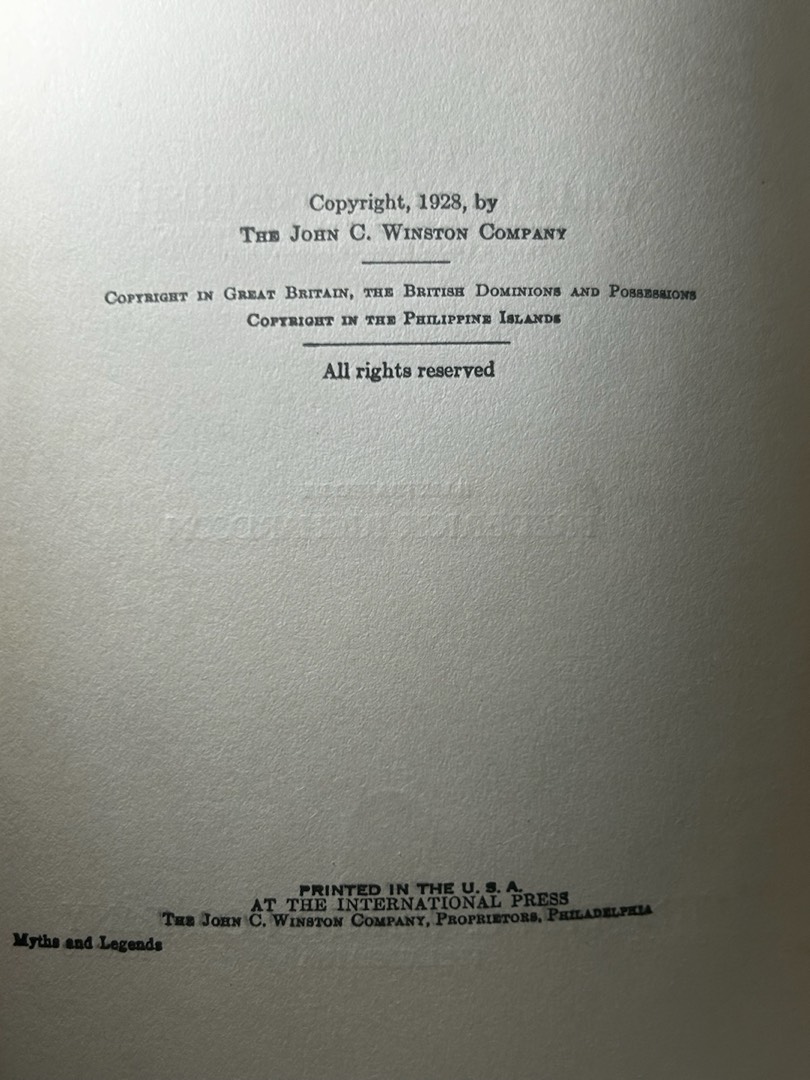 Copyright, 1928, by
THE JOHN C. WINSTON COMPANY
COPYRIGHT IN GREAT BRITAIN, THE BRITISH DOMINIONS AND POSSESSIONS
COPYRIGHT IN THE PHILIPPINE ISLANDS
All rights reserved
PRINTED IN THE U. S. A.
AT THE INTERNATIONAL PRESS
THE JOHN C. WINSTON COMPANY, PROPRIETORS, PHILADELPHIA
Myths and Legends